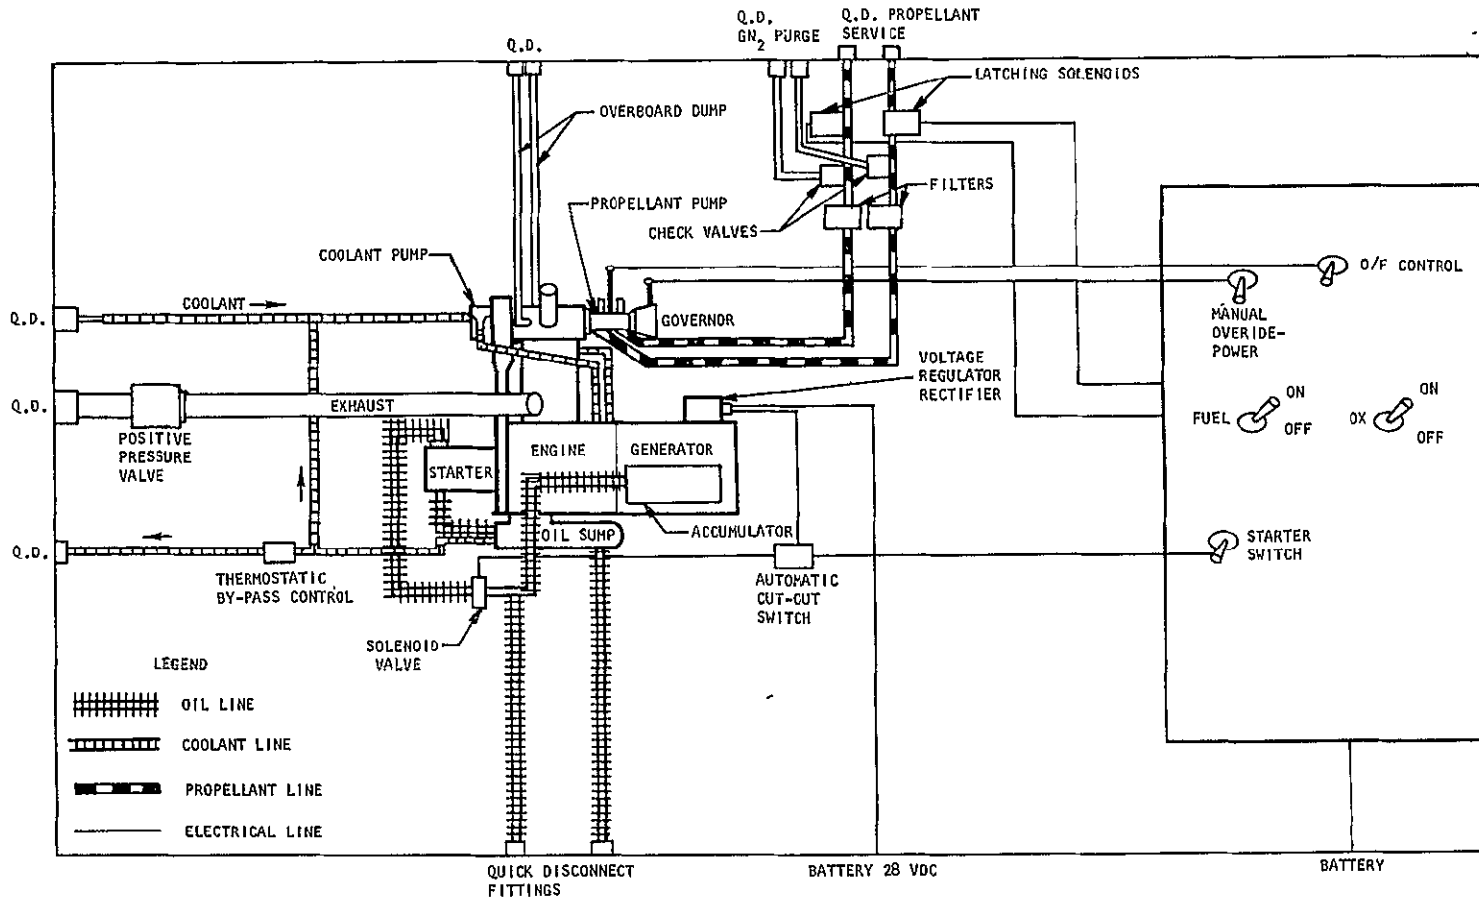 Q.D.
Q.D.
GN2 PURGE
Q.D. PROPELLANT
SERVICE
LATCHING SOLENOIDS
OVERBOARD DUMP
FILTERS
PROPELLANT PUMP
CHECK VALVES
COOLANT PUMP
O/F CONTROL
COOLANT
Q.D.
GOVERNOR
MANUAL
OVERIDE-
POWER
VOLTAGE
REGULATOR
RECTIFIER
ON
ON
Q.D.
EXHAUST
FUEL
OX
OFF
OFF
POSITIVE
PRESSURE
VALVE
ENGINE
GENERATOR
STARTER
ACCUMULATOR
OIL SUMP
STARTER
SWITCH
Q.D.
THERMOSTATIC
BY-PASS CONTROL
AUTOMATIC
CUT-CUT
SWITCH
SOLENOID
VALVE
LEGEND
OIL LINE
COOLANT LINE
PROPELLANT LINE
ELECTRICAL LINE
QUICK DISCONNECT
FITTINGS
BATTERY 28 VDC
BATTERY